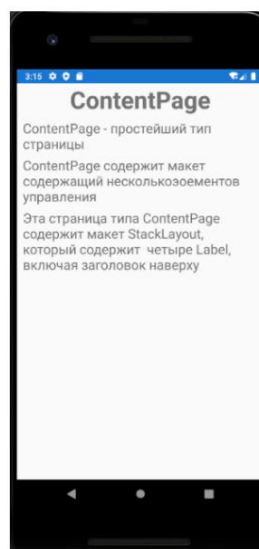 3:15
ContentPage
ContentPage - простейший тип
страницы
ContentPage содержит макет
содержащий несколькоэоементов
управления
Эта страница типа ContentPage
содержит макет StackLayout,
который содержит четыре Label,
включая заголовок наверху